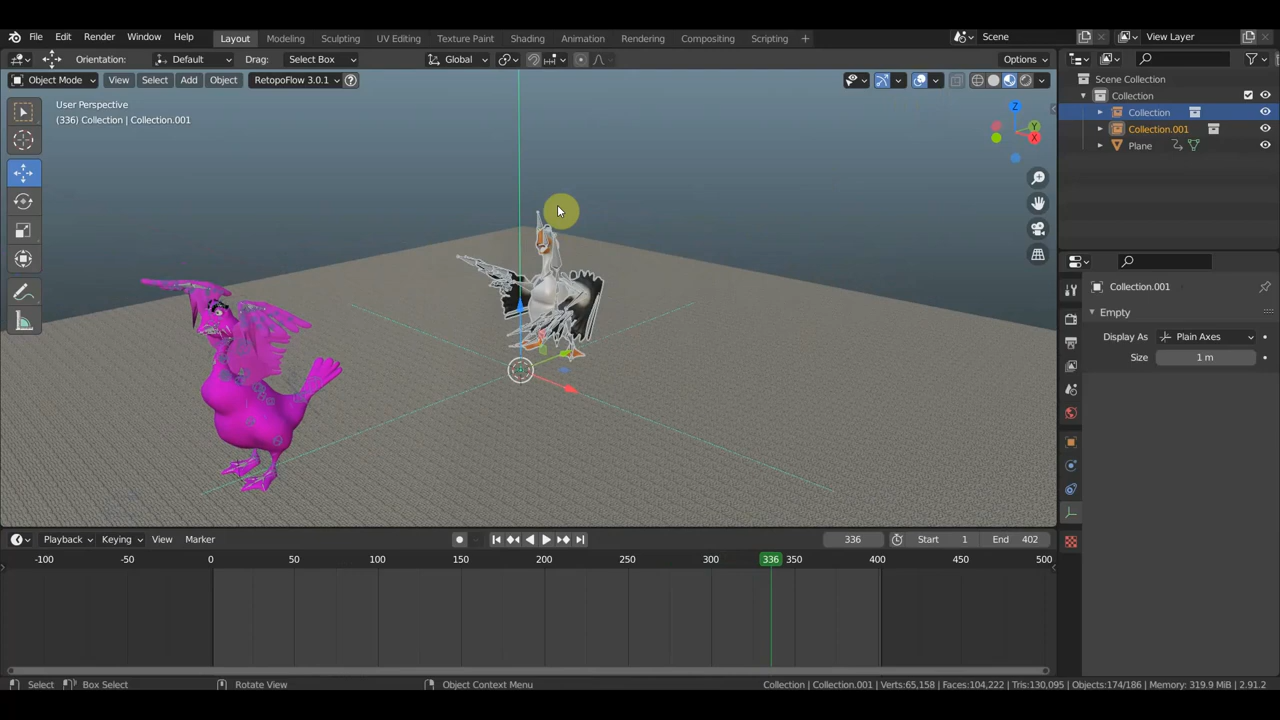 File Edit Render Window Help Layout Modeling Sculpting UV Editing Texture Paint Shading Animation Rendering Compositing Scripting + Scene View Layer
Orientation: Default Drag: Select Box Global Options
Object Mode View Select Add Object RetopoFlow 3.0.1 ?
User Perspective
(336) Collection | Collection.001
Z
Y
X
Scene Collection
Collection
Collection
Collection.001
Plane
Collection.001
Empty
Display As Plain Axes
Size 1 m
Playback Keying View Marker 336 Start 1 End 402
-100 -50 0 50 100 150 200 250 300 336 350 400 450 500
Select Box Select Rotate View Object Context Menu Collection | Collection.001 | Verts:65,158 | Faces:104,222 | Tris:130,095 | Objects:174/186 | Memory: 319.9 MiB | 2.91.2